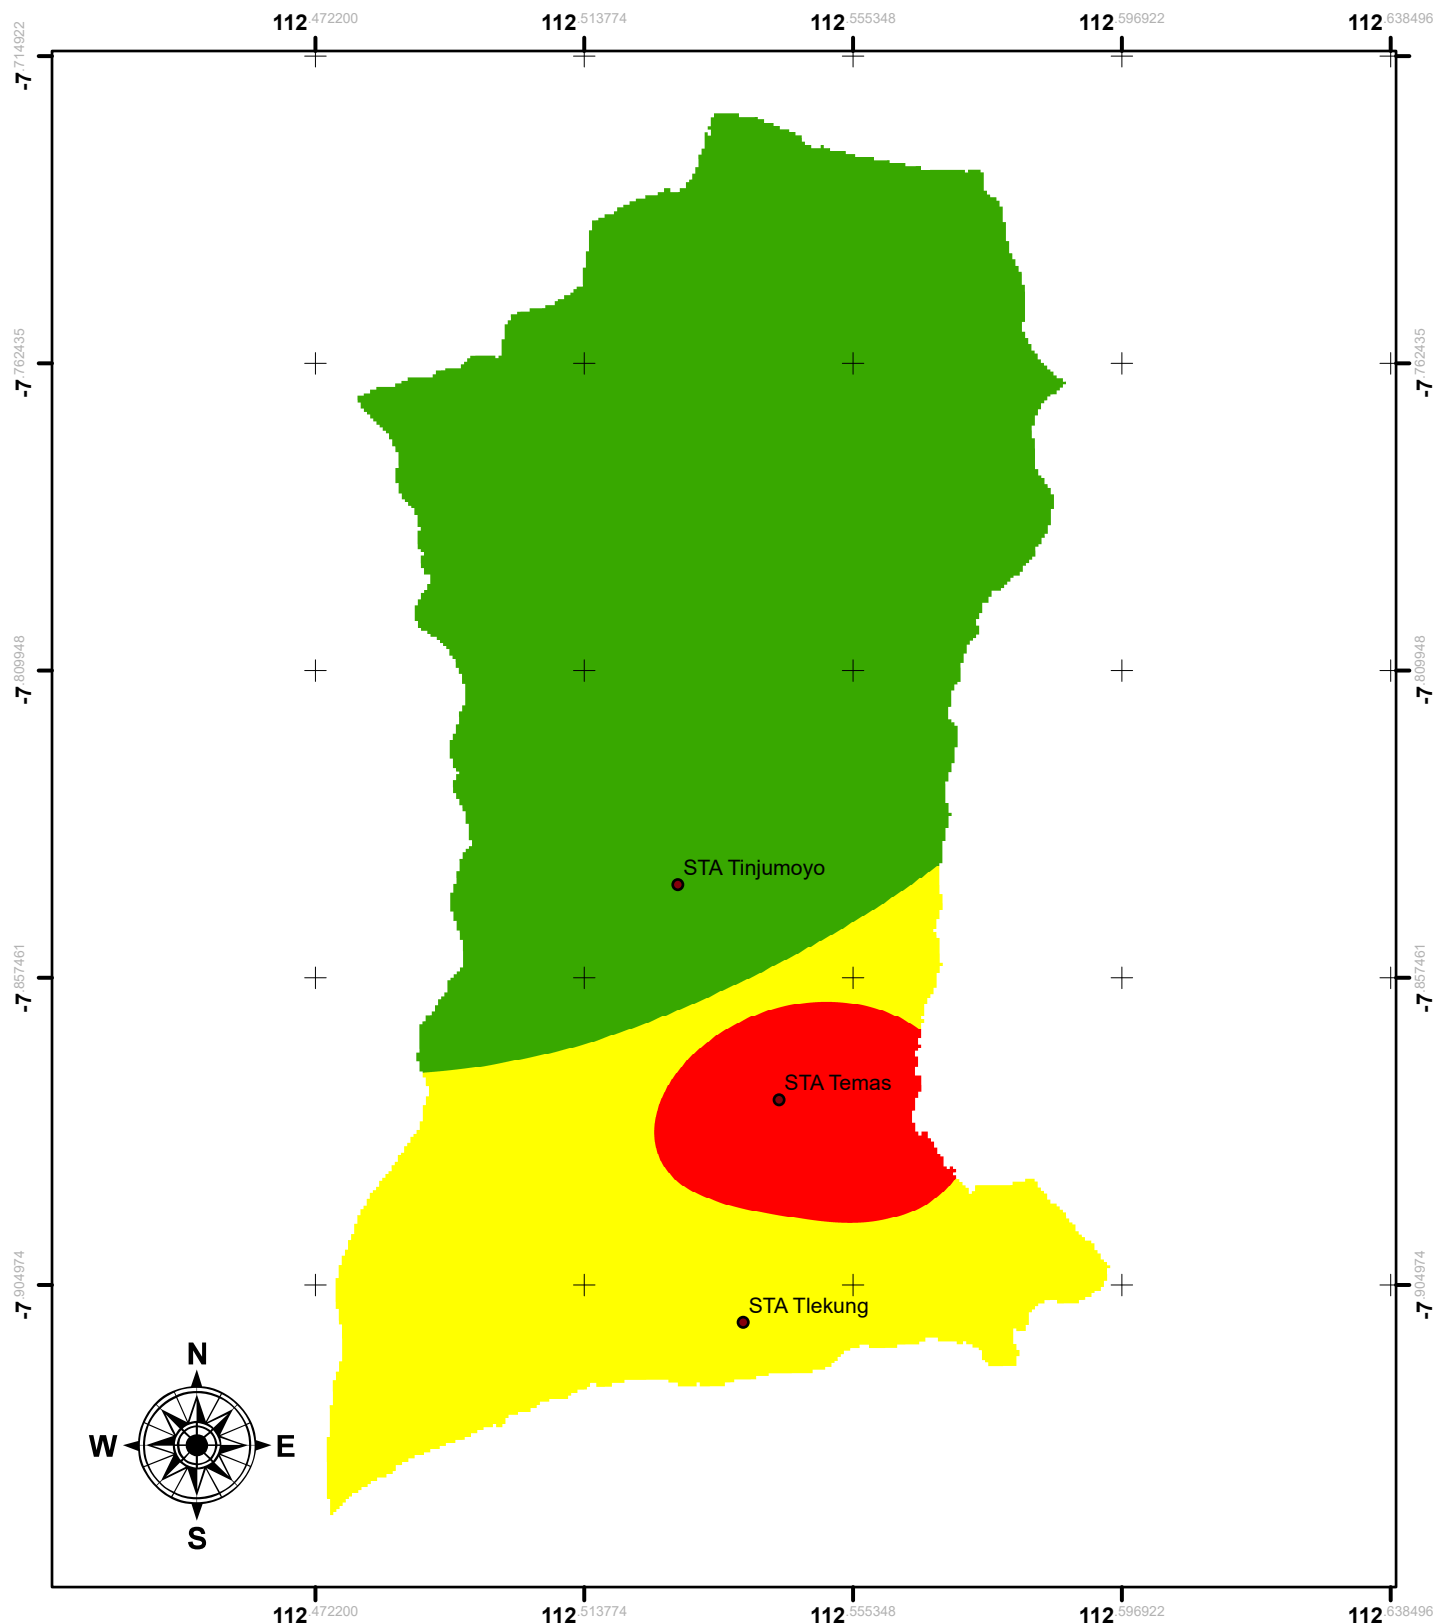 112.472200 112.513774 112.555348 112.596922 112.638496
-7.714922
-7.762435 -7.762435
-7.809948 -7.809948
STA Tinjumoyo
-7.857461 -7.857461
STA Temas
-7.904974 -7.904974
STA Tlekung
N
W E
S
112.472200 112.513774 112.555348 112.596922 112.638496